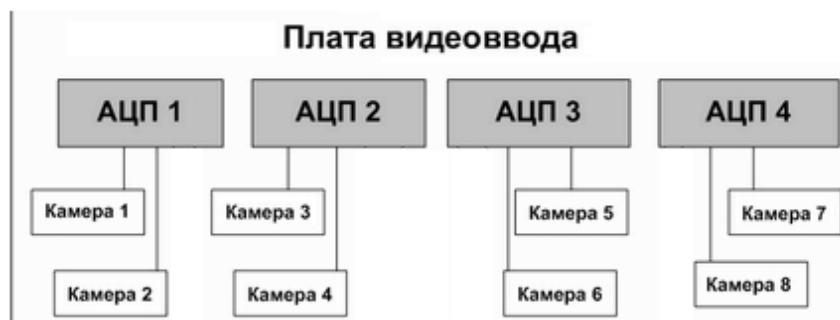 Плата видеоввода
АЦП 1 АЦП 2 АЦП 3 АЦП 4
Камера 1 Камера 3 Камера 5 Камера 7
Камера 2 Камера 4 Камера 6 Камера 8